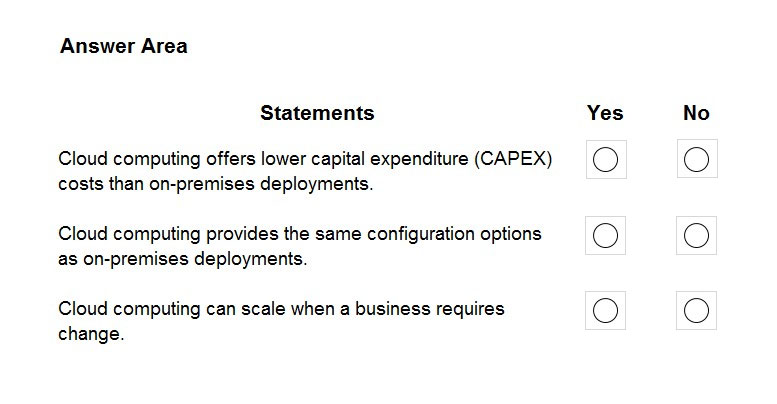 Answer Area
Statements Yes No
Cloud computing offers lower capital expenditure (CAPEX)
costs than on-premises deployments.
Cloud computing provides the same configuration options
as on-premises deployments.
Cloud computing can scale when a business requires
change.